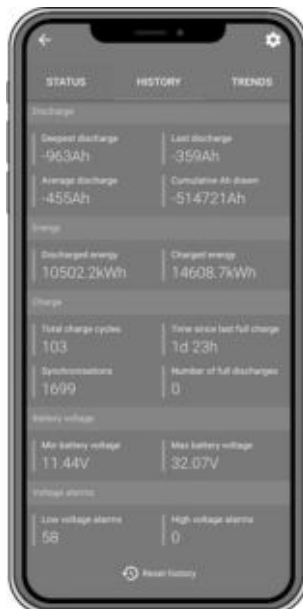 STATUS HISTORY TRENDS
Discharge
Deepest discharge Last discharge
-963Ah -359Ah
Average discharge Cumulative Ah drawn
-455Ah -514721Ah
Energy
Discharged energy Charged energy
10502.2kWh 14608.7kWh
Charge
Total charge cycles Time since last full charge
103 1d 23h
Synchronisations Number of full discharges
1699 0
Battery voltage
Min battery voltage Max battery voltage
11.44V 32.07V
Voltage alarms
Low voltage alarms High voltage alarms
58 0
Reset history